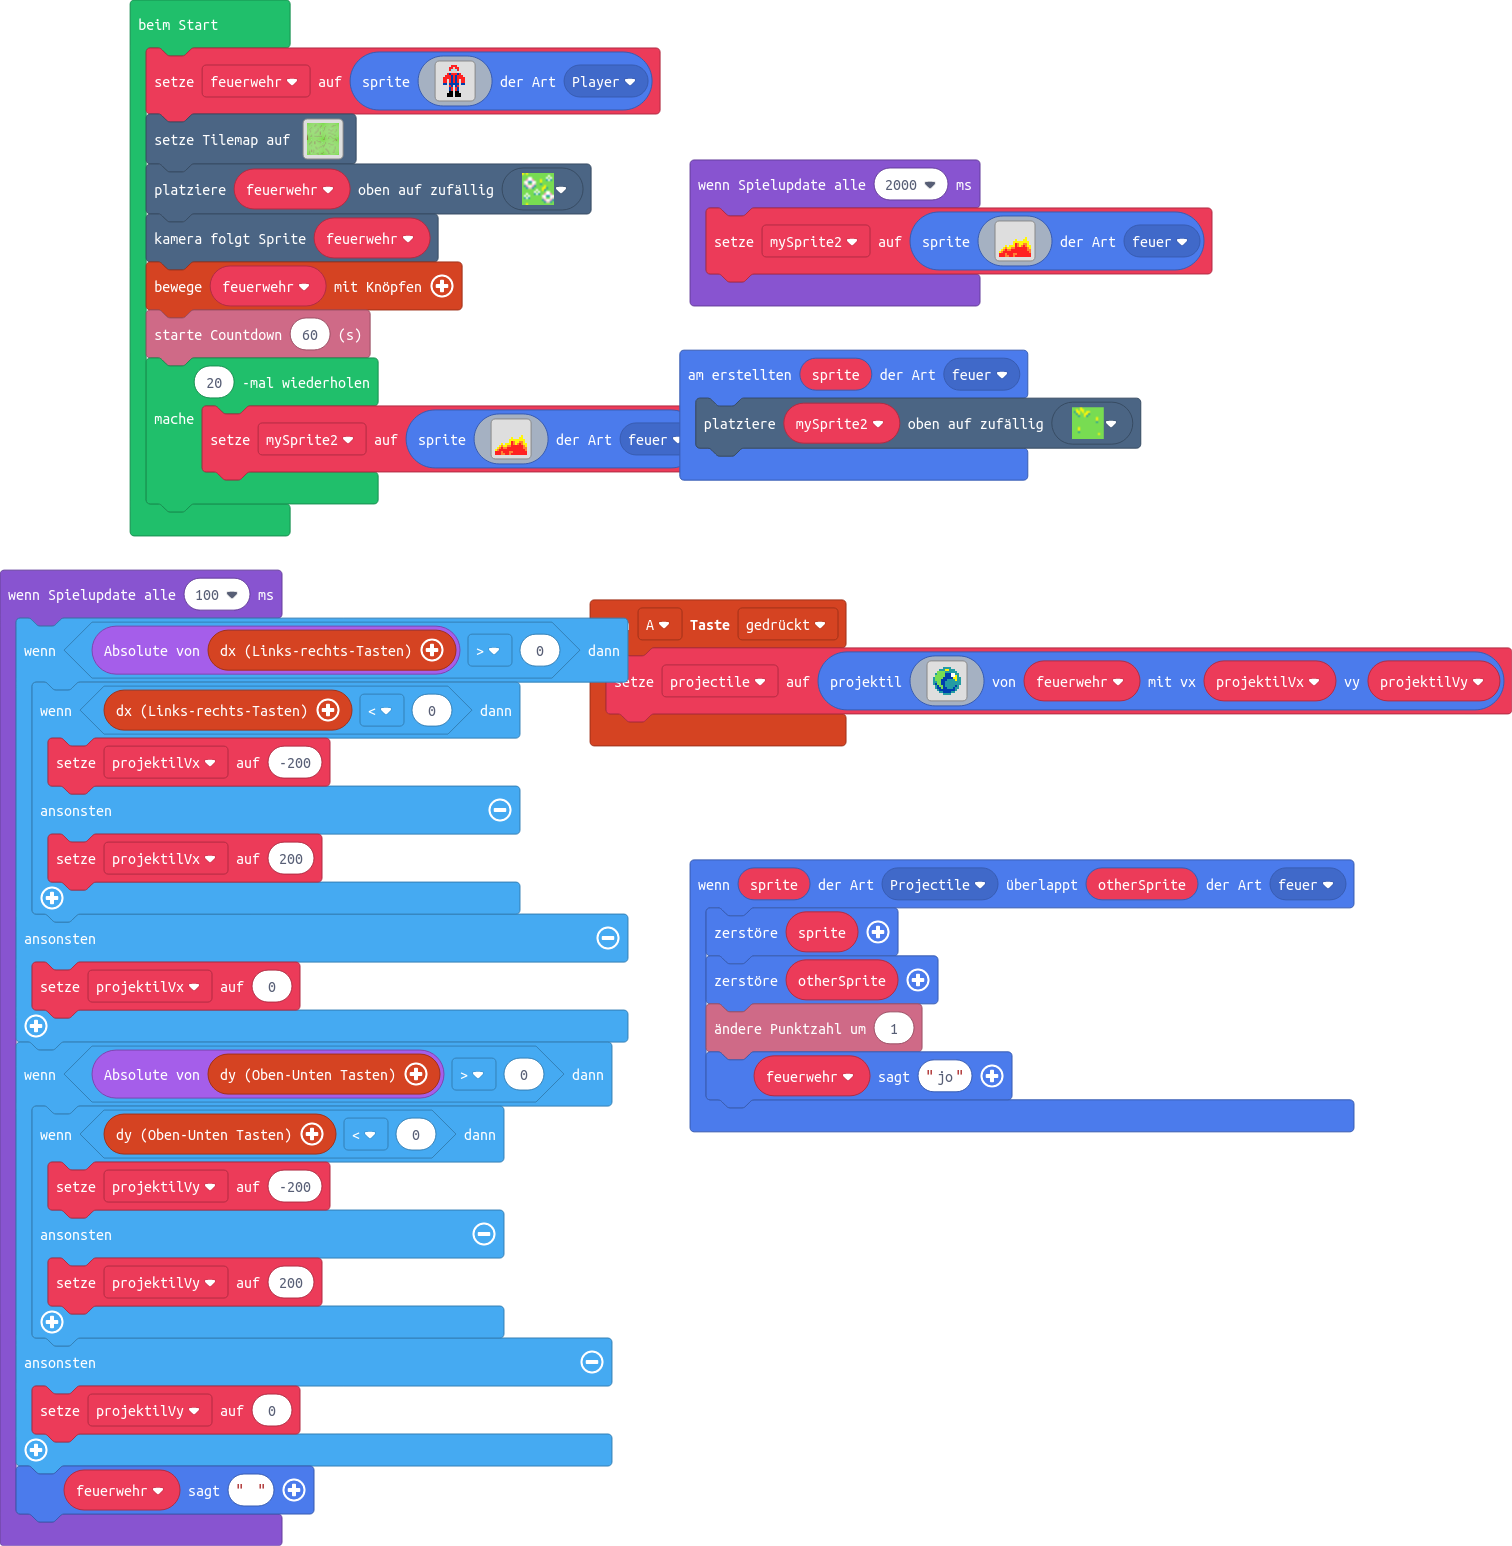 beim Start
setze feuerwehr auf sprite der Art Player
setze Tilemap auf
platziere feuerwehr oben auf zufällig
kamera folgt Sprite feuerwehr
bewege feuerwehr mit Knöpfen
starte Countdown 60 (s)
20 -mal wiederholen
mache
setze mySprite2 auf sprite der Art feuer
wenn Spielupdate alle 2000 ms
setze mySprite2 auf sprite der Art feuer
am erstellten sprite der Art feuer
platziere mySprite2 oben auf zufällig
wenn Spielupdate alle 100 ms
wenn Absolute von dx (Links-rechts-Tasten) > 0 dann
wenn dx (Links-rechts-Tasten) < 0 dann
setze projektilVx auf -200
ansonsten
setze projektilVx auf 200
ansonsten
setze projektilVx auf 0
wenn Absolute von dy (Oben-Unten Tasten) > 0 dann
wenn dy (Oben-Unten Tasten) < 0 dann
setze projektilVy auf -200
ansonsten
setze projektilVy auf 200
ansonsten
setze projektilVy auf 0
feuerwehr sagt " "
A Taste gedrückt
setze projectile auf projektil von feuerwehr mit vx projektilVx vy projektilVy
wenn sprite der Art Projectile überlappt otherSprite der Art feuer
zerstöre sprite
zerstöre otherSprite
ändere Punktzahl um 1
feuerwehr sagt "jo"